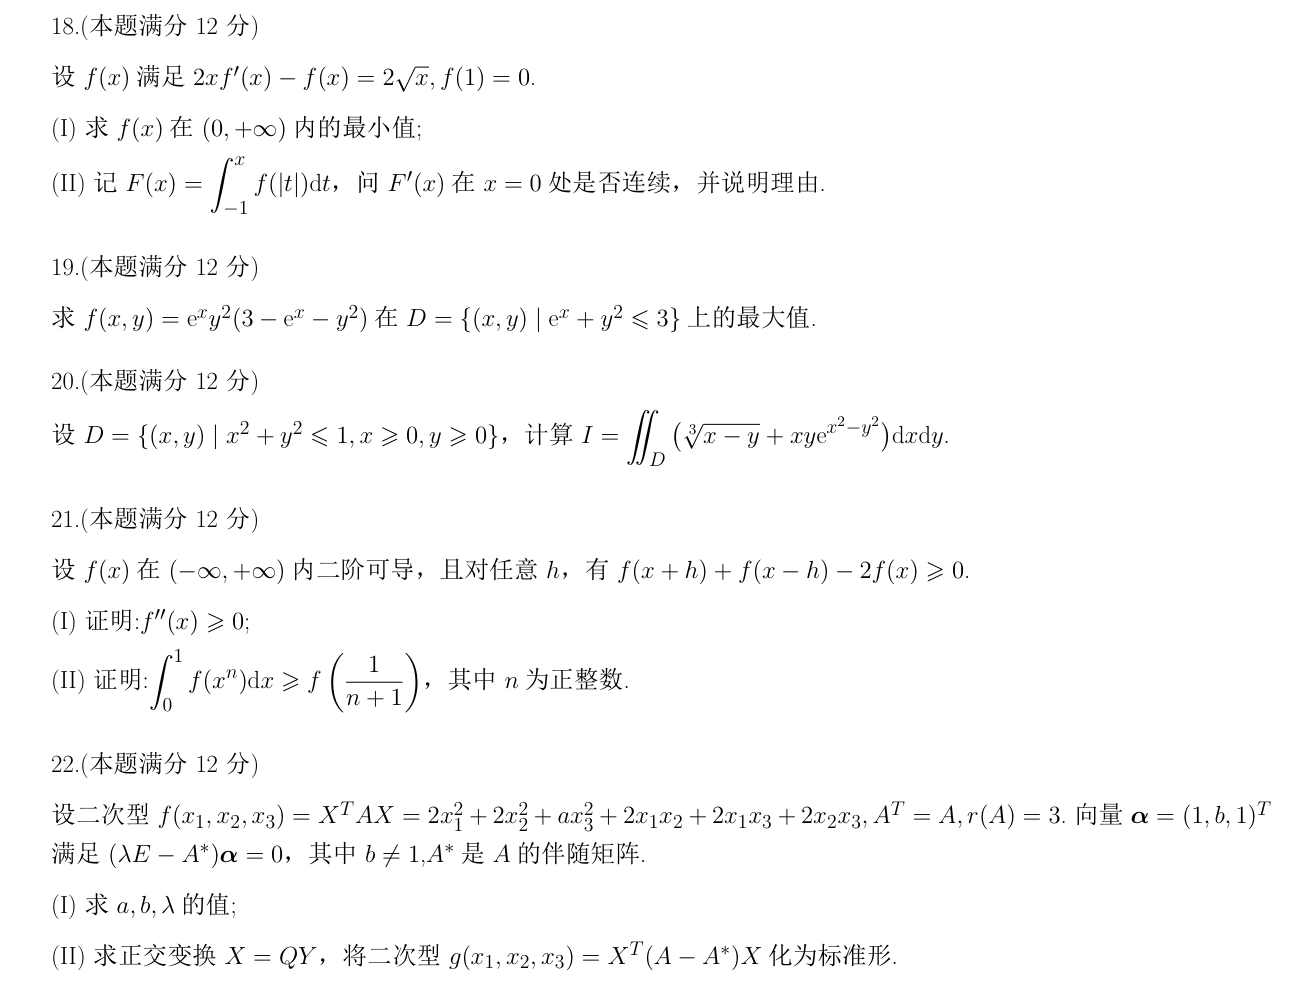 18.(本题满分 12 分)
设 f(x) 满足 2xf′(x) − f(x) = 2√x, f(1) = 0.
(I) 求 f(x) 在 (0, +∞) 内的最小值;
(II) 记 F(x) = ∫_{−1}^{x} f(|t|)dt，问 F′(x) 在 x = 0 处是否连续，并说明理由.
19.(本题满分 12 分)
求 f(x, y) = e^x y^2(3 − e^x − y^2) 在 D = {(x, y) | e^x + y^2 ⩽ 3} 上的最大值.
20.(本题满分 12 分)
设 D = {(x, y) | x^2 + y^2 ⩽ 1, x ⩾ 0, y ⩾ 0}，计算 I = ∬_D (∛(x − y) + xye^{x^2−y^2})dxdy.
21.(本题满分 12 分)
设 f(x) 在 (−∞, +∞) 内二阶可导，且对任意 h，有 f(x + h) + f(x − h) − 2f(x) ⩾ 0.
(I) 证明:f″(x) ⩾ 0;
(II) 证明:∫_0^1 f(x^n)dx ⩾ f(1/(n + 1))，其中 n 为正整数.
22.(本题满分 12 分)
设二次型 f(x_1, x_2, x_3) = X^T AX = 2x_1^2 + 2x_2^2 + ax_3^2 + 2x_1x_2 + 2x_1x_3 + 2x_2x_3, A^T = A, r(A) = 3. 向量 α = (1, b, 1)^T
满足 (λE − A*)α = 0，其中 b ≠ 1,A* 是 A 的伴随矩阵.
(I) 求 a, b, λ 的值;
(II) 求正交变换 X = QY，将二次型 g(x_1, x_2, x_3) = X^T(A − A*)X 化为标准形.